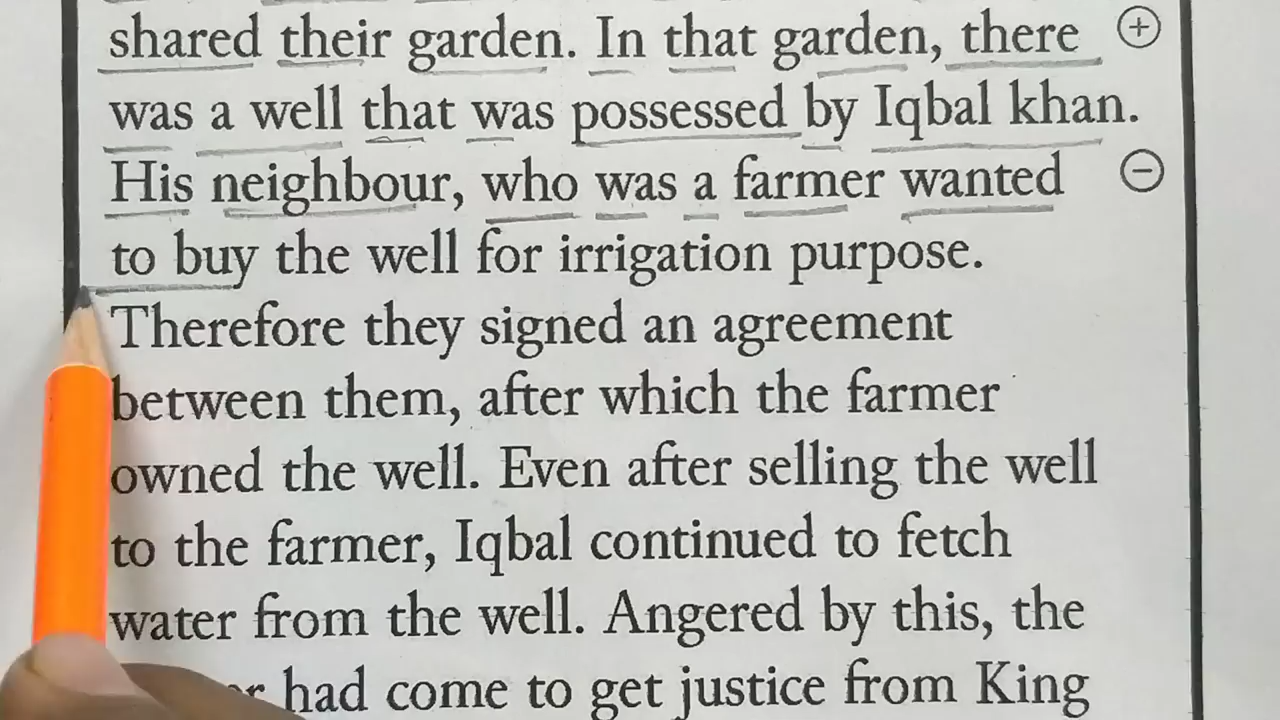 shared their garden. In that garden, there
was a well that was possessed by Iqbal khan.
His neighbour, who was a farmer wanted
to buy the well for irrigation purpose.
Therefore they signed an agreement
between them, after which the farmer
owned the well. Even after selling the well
to the farmer, Iqbal continued to fetch
water from the well. Angered by this, the
had come to get justice from King